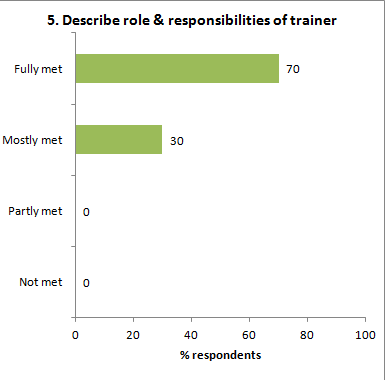 5. Describe role & responsibilities of trainer
Fully met
70
Mostly met
30
Partly met
0
Not met
0
0 20 40 60 80 100
% respondents